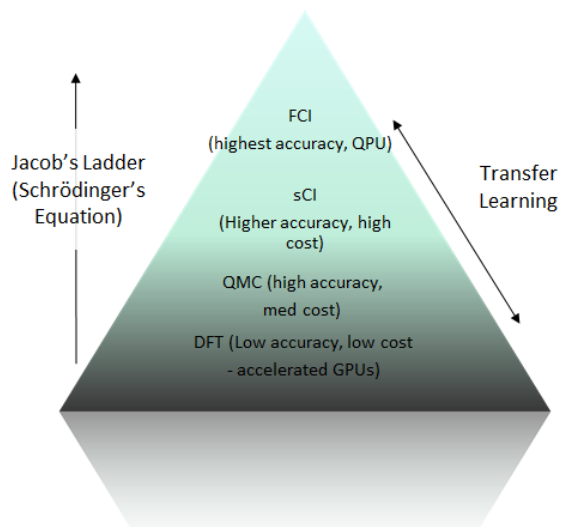 FCI
(highest accuracy, QPU)
Jacob's Ladder
(Schrödinger's
Equation)
Transfer
Learning
sCI
(Higher accuracy, high
cost)
QMC (high accuracy,
med cost)
DFT (Low accuracy, low cost
- accelerated GPUs)